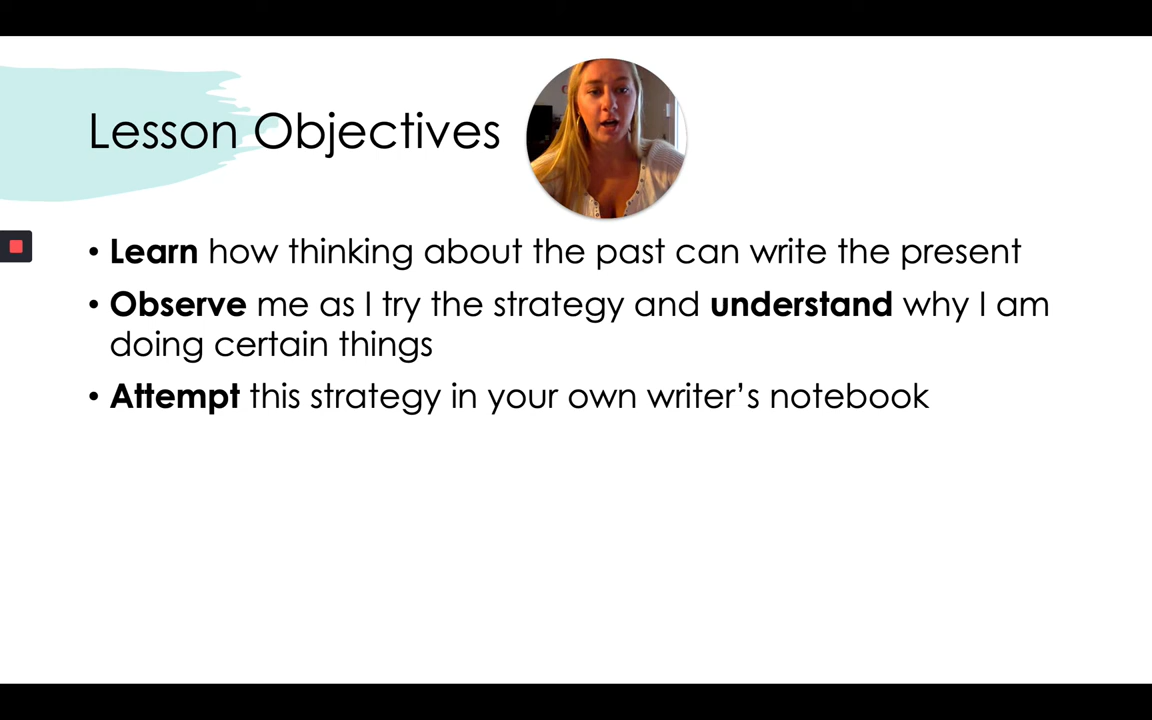 Lesson Objectives
• Learn how thinking about the past can write the present
• Observe me as I try the strategy and understand why I am
doing certain things
• Attempt this strategy in your own writer’s notebook